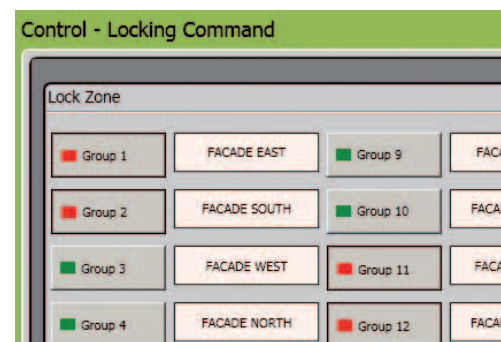 Control - Locking Command
Lock Zone
Group 1 FACADE EAST Group 9
Group 2 FACADE SOUTH Group 10
Group 3 FACADE WEST Group 11
Group 4 FACADE NORTH Group 12